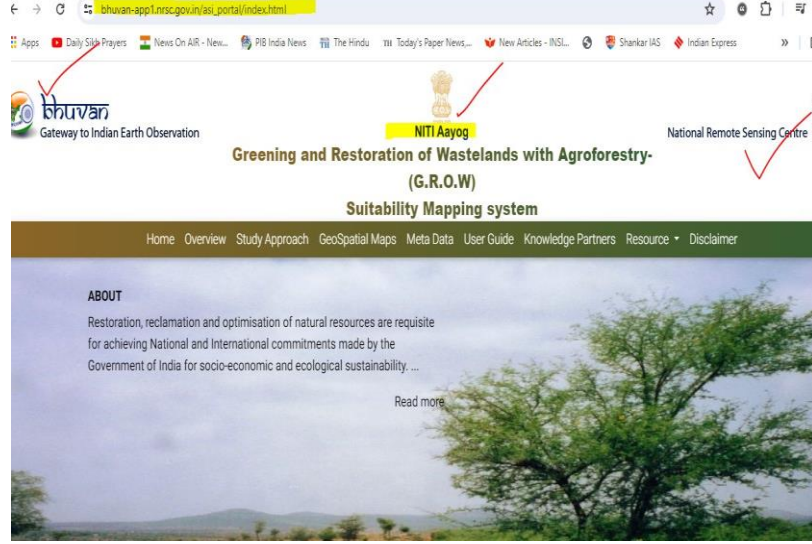 bhuvan-app1.nrsc.gov.in/asi_portal/index.html
Apps Daily Sikh Prayers News On AIR - New... PIB India News The Hindu TH Today's Paper News,... New Articles - INSI... Shankar IAS Indian Express »
bhuvan
Gateway to Indian Earth Observation
NITI Aayog
National Remote Sensing Centre
Greening and Restoration of Wastelands with Agroforestry-
(G.R.O.W)
Suitability Mapping system
Home Overview Study Approach GeoSpatial Maps Meta Data User Guide Knowledge Partners Resource Disclaimer
ABOUT
Restoration, reclamation and optimisation of natural resources are requisite
for achieving National and International commitments made by the
Government of India for socio-economic and ecological sustainability. ...
Read more